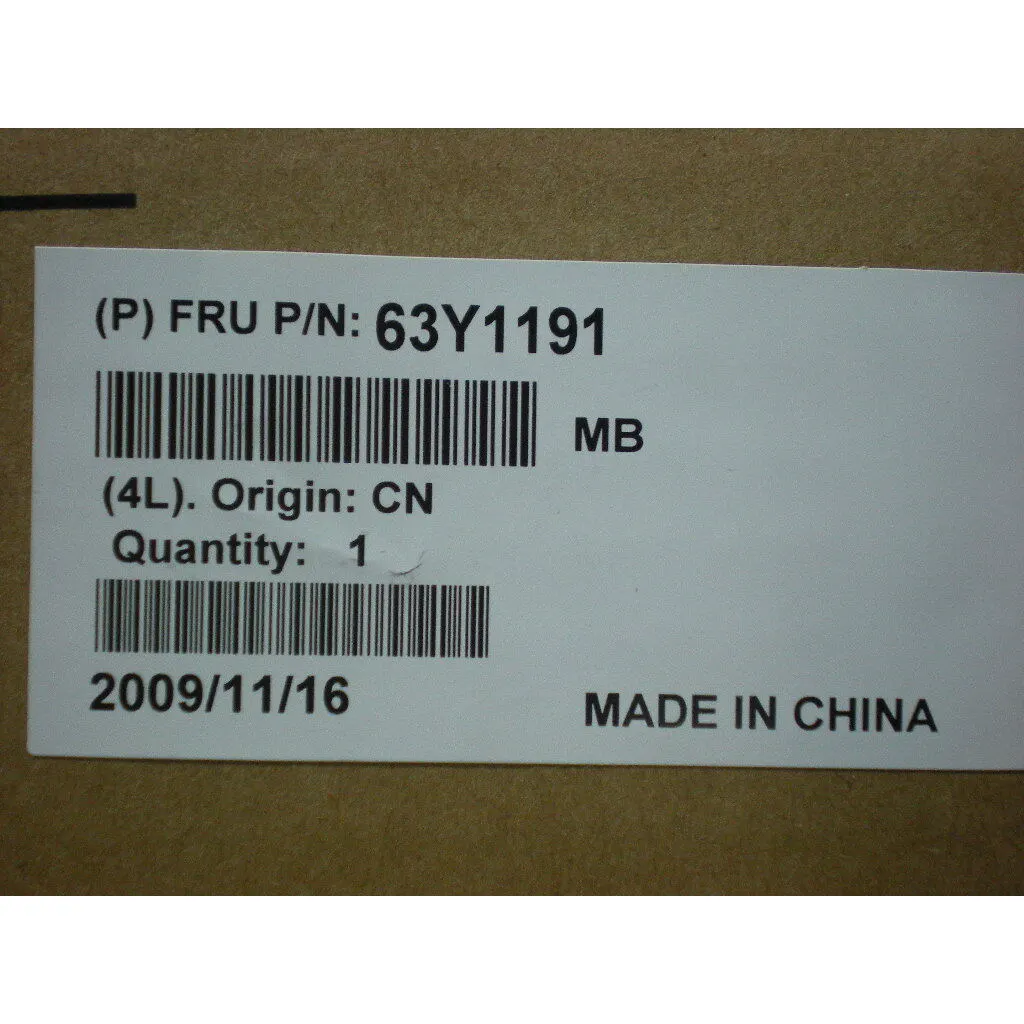 (P) FRU P/N: 63Y1191
MB
(4L). Origin: CN
Quantity: 1
2009/11/16
MADE IN CHINA